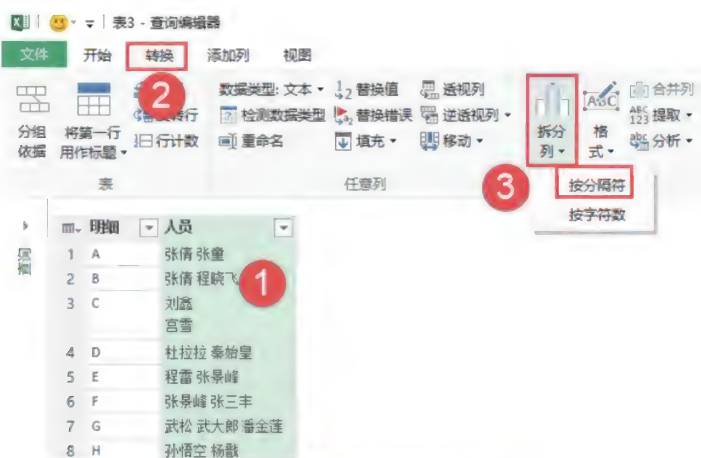 表3 - 查询编辑器
文件 开始 转换 添加列 视图
数据类型: 文本 替换值 透视列 合并列
检测数据类型 替换错误 逆透视列 提取
行计数 重命名 填充 移动 分析
分组依据 将第一行用作标题 拆分列 格式
表 任意列
2
3
按分隔符
按字符数
明细 人员
1 A 张倩 张童
2 B 张倩 程晓飞
1
3 C 刘鑫
宫雪
4 D 杜拉拉 秦始皇
5 E 程雷 张景峰
6 F 张景峰 张三丰
7 G 武松 武大郎 潘金莲
8 H 孙悟空 杨戬